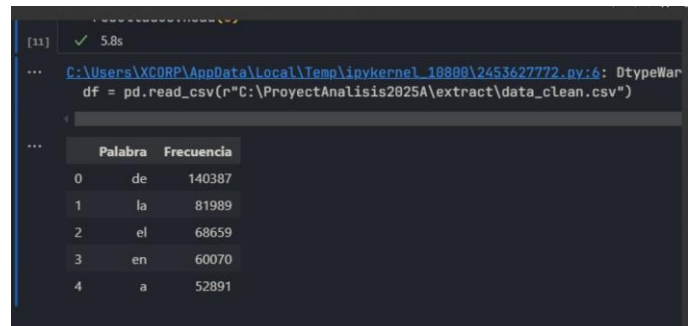 [11] ✓ 5.8s
... C:\Users\XCORP\AppData\Local\Temp\ipykernel_10800\2453627772.py:6: DtypeWar
df = pd.read_csv(r"C:\ProyectAnalisis2025A\extract\data_clean.csv")
...
Palabra Frecuencia
0 de 140387
1 la 81989
2 el 68659
3 en 60070
4 a 52891